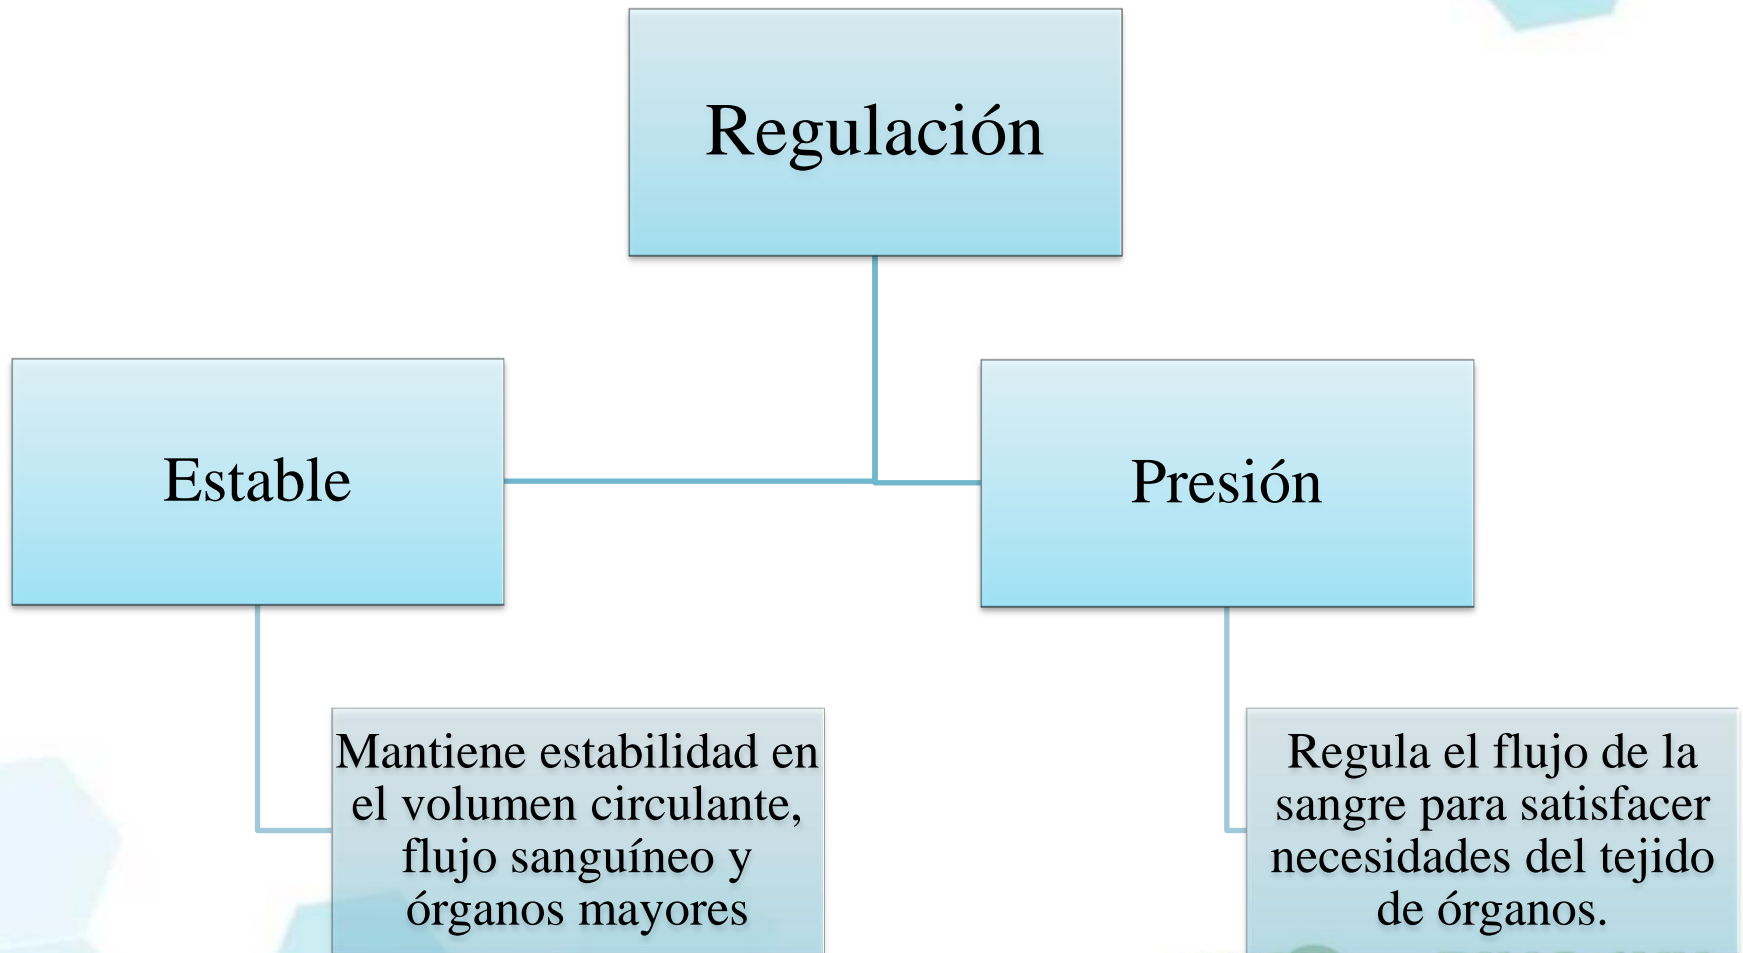 Regulación
Estable
Presión
Mantiene estabilidad en
el volumen circulante,
flujo sanguíneo y
órganos mayores
Regula el flujo de la
sangre para satisfacer
necesidades del tejido
de órganos.